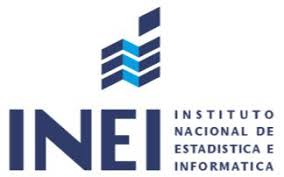 INEI
INSTITUTO
NACIONAL DE
ESTADISTICA E
INFORMATICA